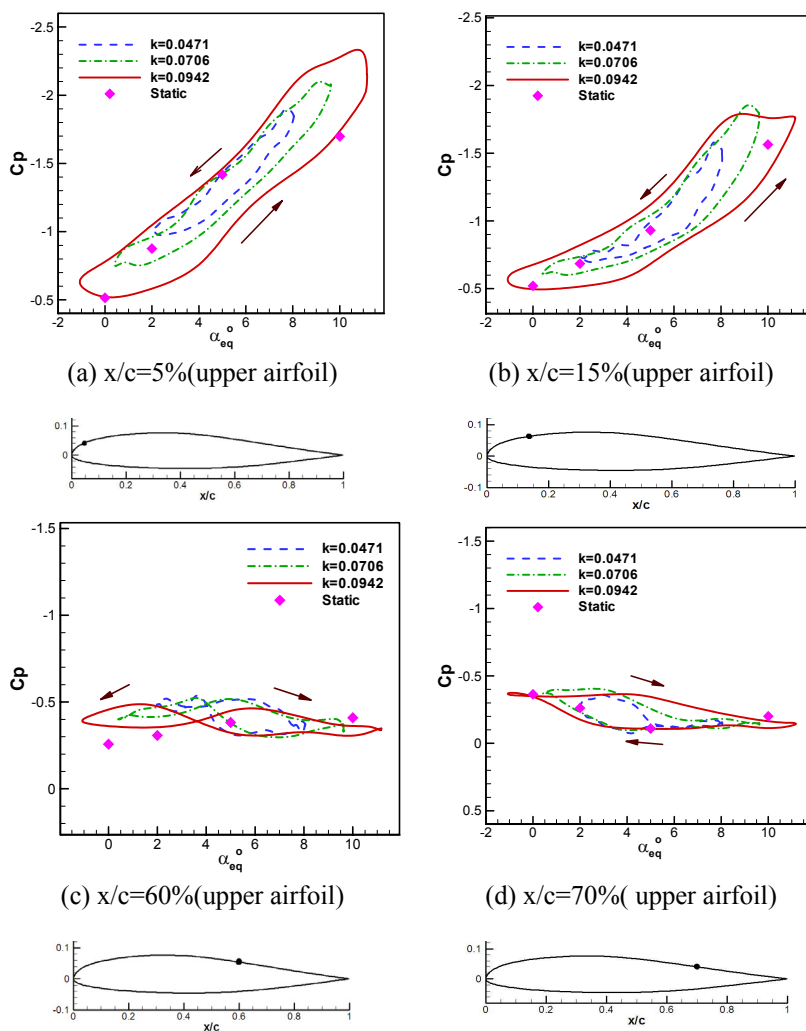 -2.5
-2
-1.5
-1
-0.5
Cp
k=0.0471
k=0.0706
k=0.0942
Static
-2 0 2 4 6 8 10
α eq o
(a) x/c=5%(upper airfoil)
-2.5
-2
-1.5
-1
-0.5
Cp
k=0.0471
k=0.0706
k=0.0942
Static
-2 0 2 4 6 8 10
α eq o
(b) x/c=15%(upper airfoil)
0.1
0
0 0.2 0.4 0.6 0.8 1
x/c
0.1
0
-0.1
0 0.2 0.4 0.6 0.8 1
x/c
-1.5
-1
-0.5
0
Cp
k=0.0471
k=0.0706
k=0.0942
Static
-2 0 2 4 6 8 10
α eq o
(c) x/c=60%(upper airfoil)
-1.5
-1
-0.5
0
0.5
Cp
k=0.0471
k=0.0706
k=0.0942
Static
-2 0 2 4 6 8 10
α eq o
(d) x/c=70%( upper airfoil)
0.1
0
-0.1
0 0.2 0.4 0.6 0.8 1
x/c
0.1
0
0 0.2 0.4 0.6 0.8 1
x/c